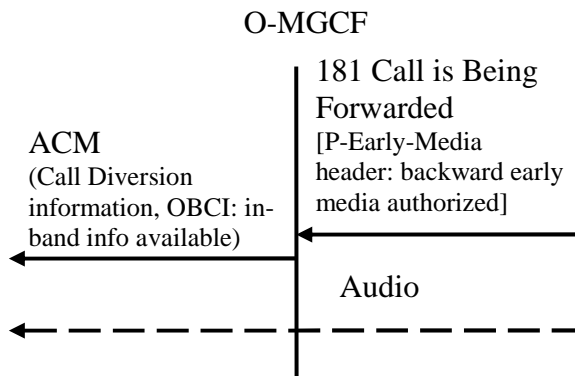 O-MGCF
181 Call is Being
Forwarded
[P-Early-Media
header: backward early
media authorized]
ACM
(Call Diversion
information, OBCI: in-
band info available)
Audio